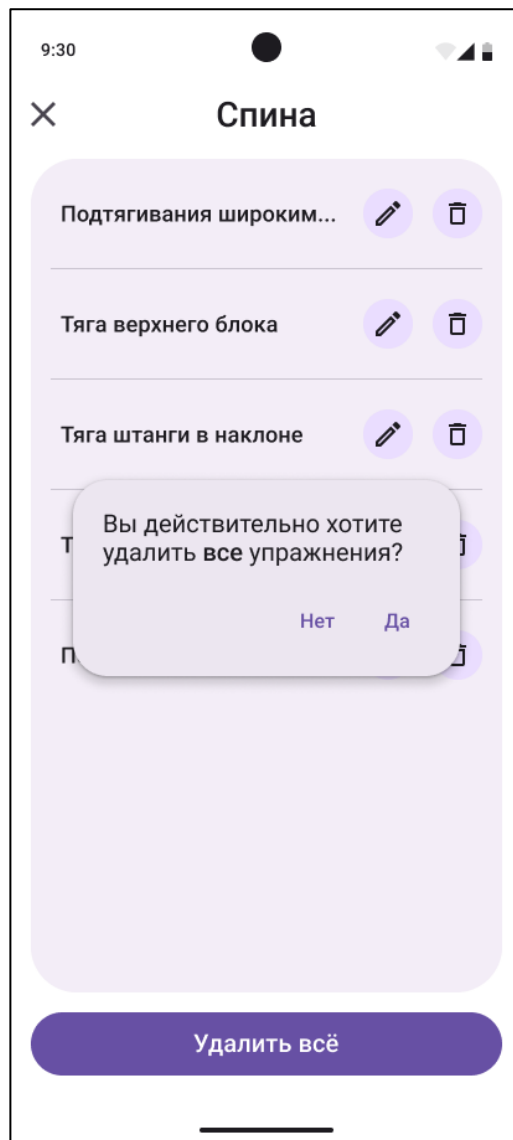 9:30
Спина
Подтягивания широким...
Тяга верхнего блока
Тяга штанги в наклоне
Т
Вы действительно хотите
удалить все упражнения?
Нет Да
П
Удалить всё